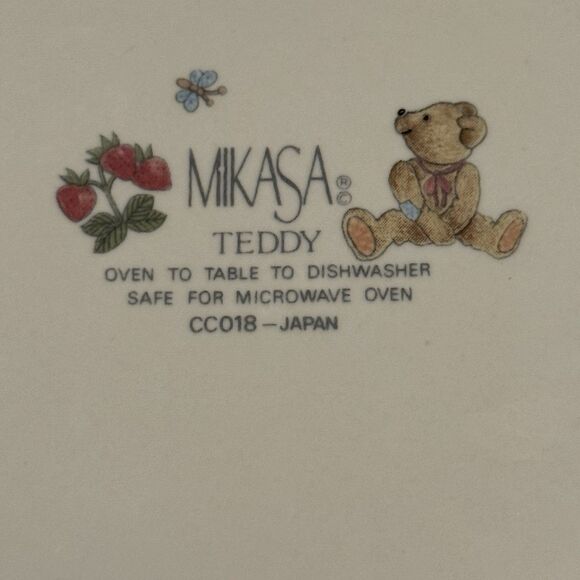 MIKASA®
©
TEDDY
OVEN TO TABLE TO DISHWASHER
SAFE FOR MICROWAVE OVEN
CC018-JAPAN